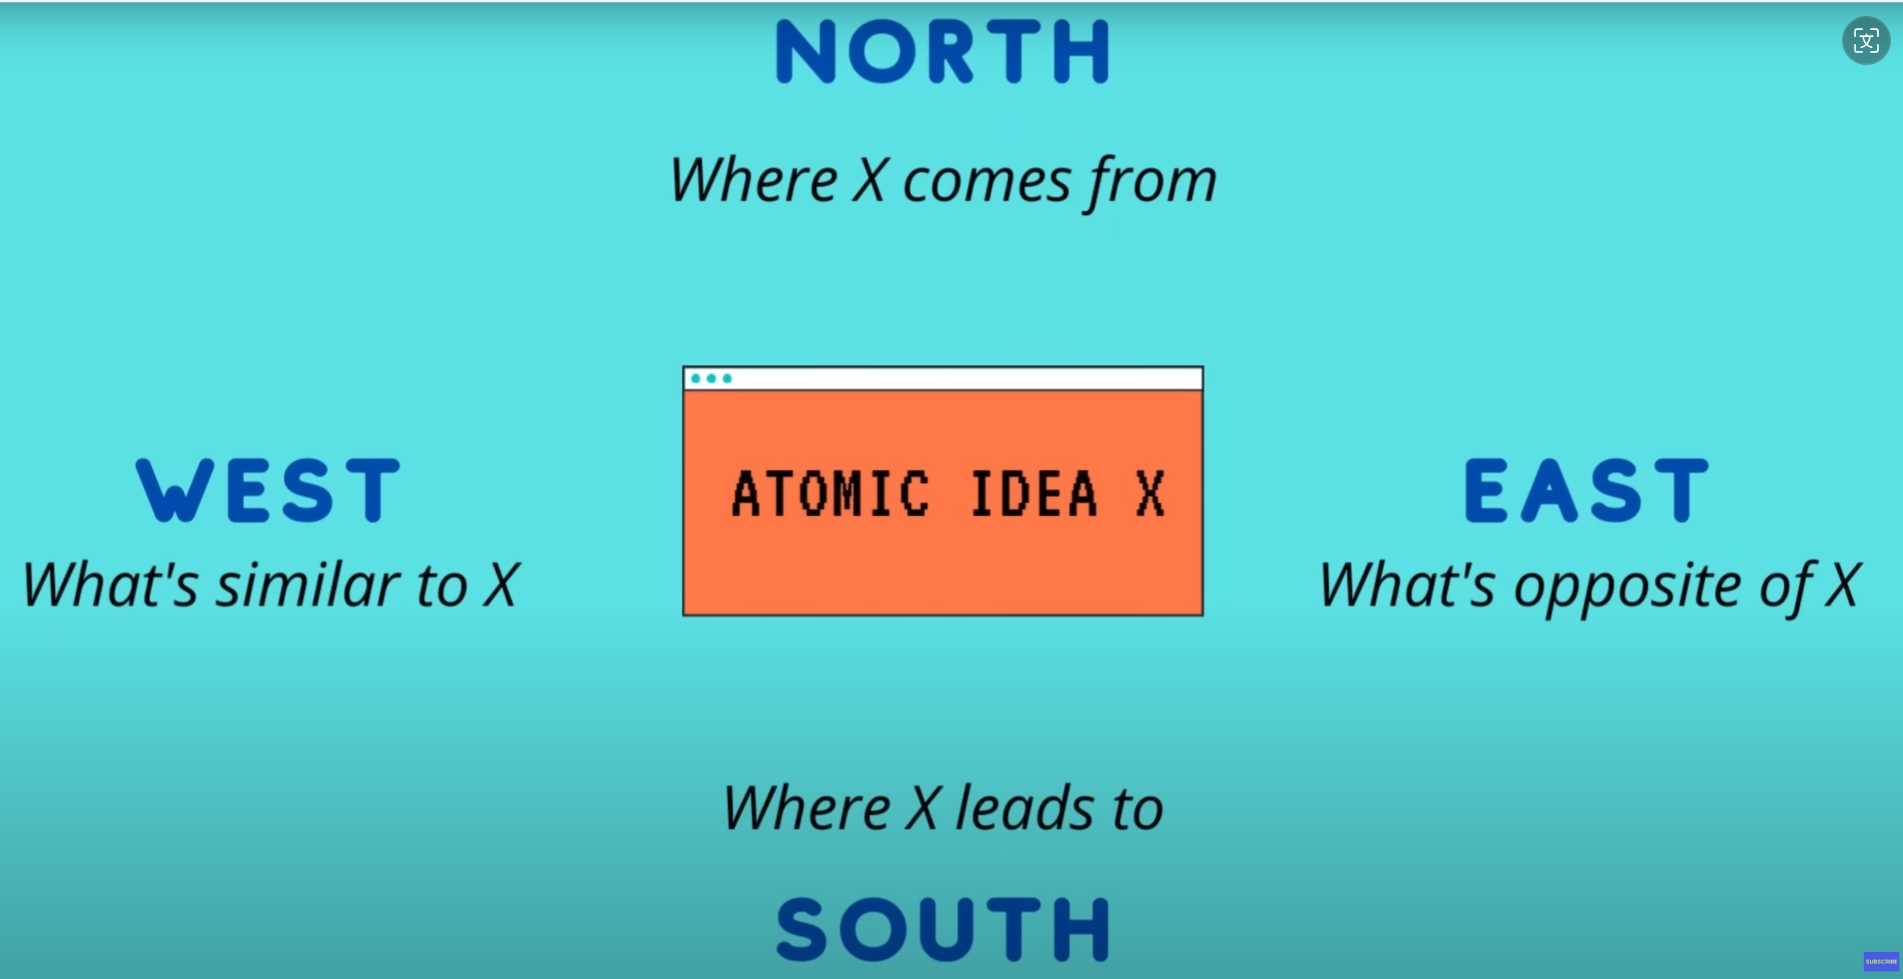 NORTH
Where X comes from
ATOMIC IDEA X
WEST
What's similar to X
EAST
What's opposite of X
Where X leads to
SOUTH
文
SUBSCRIBE